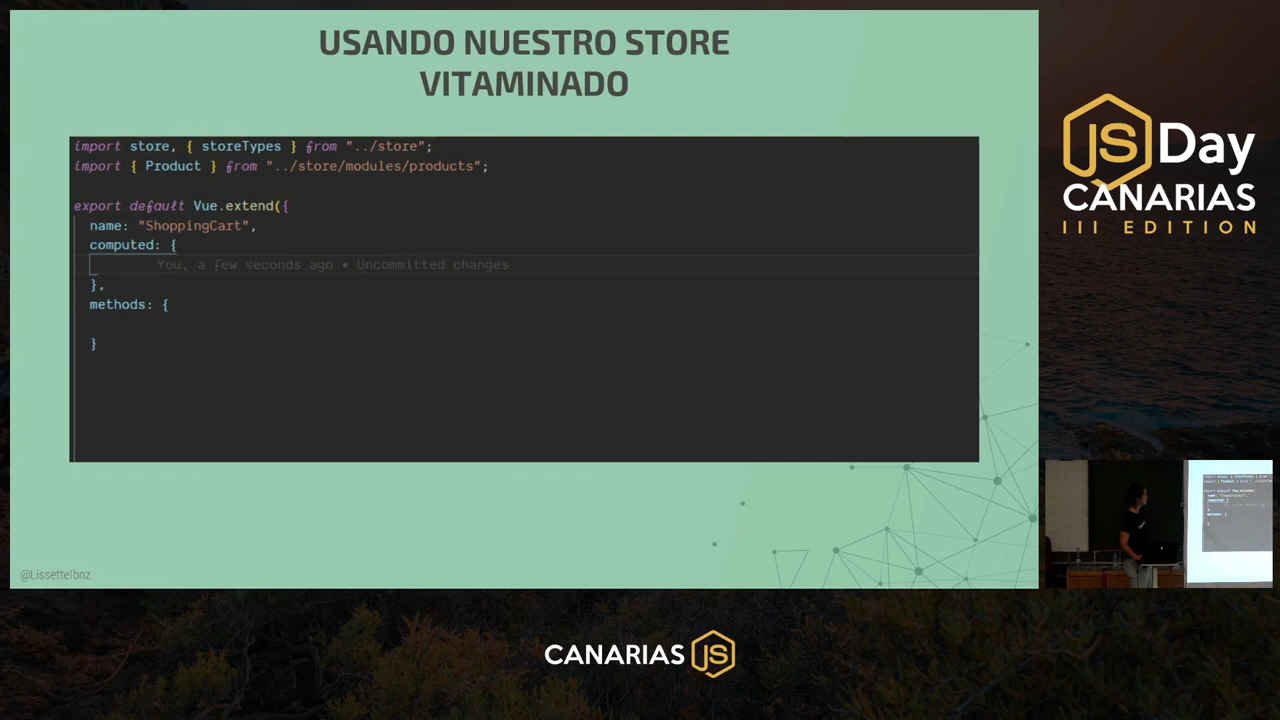 USANDO NUESTRO STORE
VITAMINADO
import store, { storeTypes } from "../store";
import { Product } from "../store/modules/products";
export default Vue.extend({
name: "ShoppingCart",
computed: {
You, a few seconds ago • Uncommitted changes
},
methods: {
}
@Lissettelbnz
JS Day
CANARIAS
III EDITION
CANARIAS JS